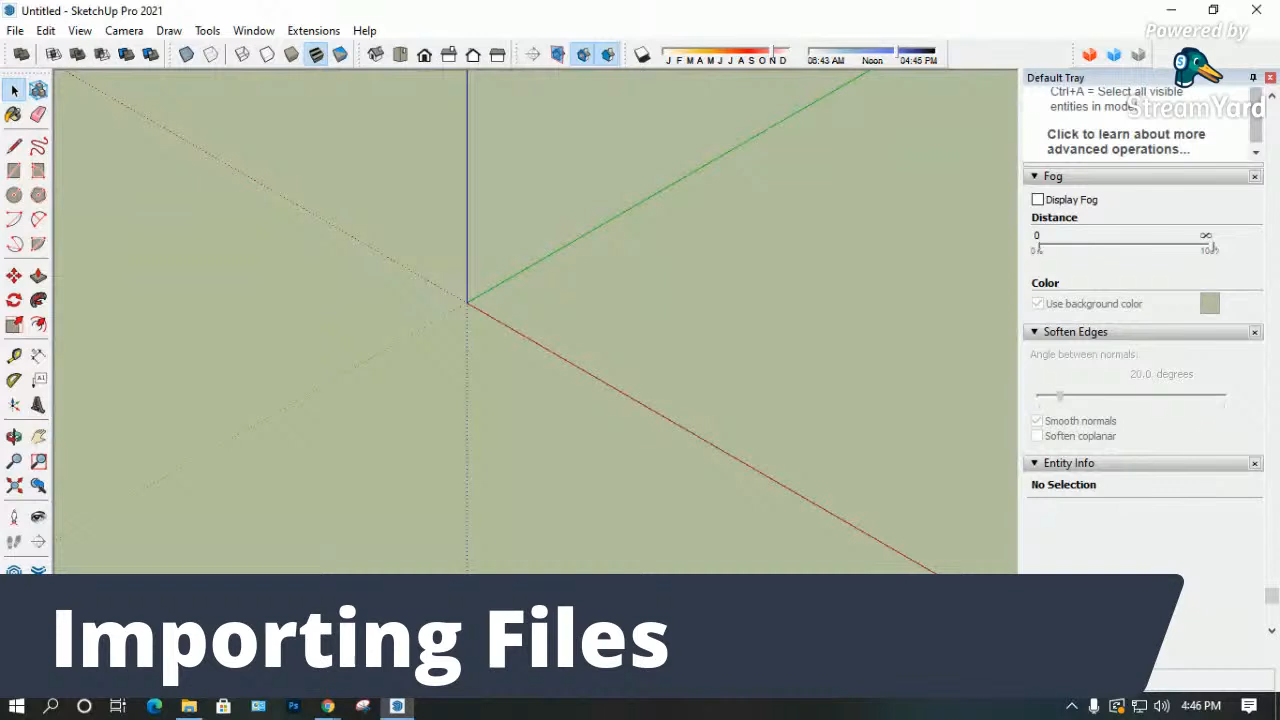 Untitled - SketchUp Pro 2021
File Edit View Camera Draw Tools Window Extensions Help
Powered by
StreamYard
J F M A M J J A S O N D
06:43 AM Noon 04:45 PM
Default Tray
Ctrl+A = Select all visible
entities in model
Click to learn about more
advanced operations...
Fog
Display Fog
Distance
0 ∞
Color
Use background color
Soften Edges
Angle between normals:
20.0 degrees
Smooth normals
Soften coplanar
Entity Info
No Selection
Importing Files
4:46 PM